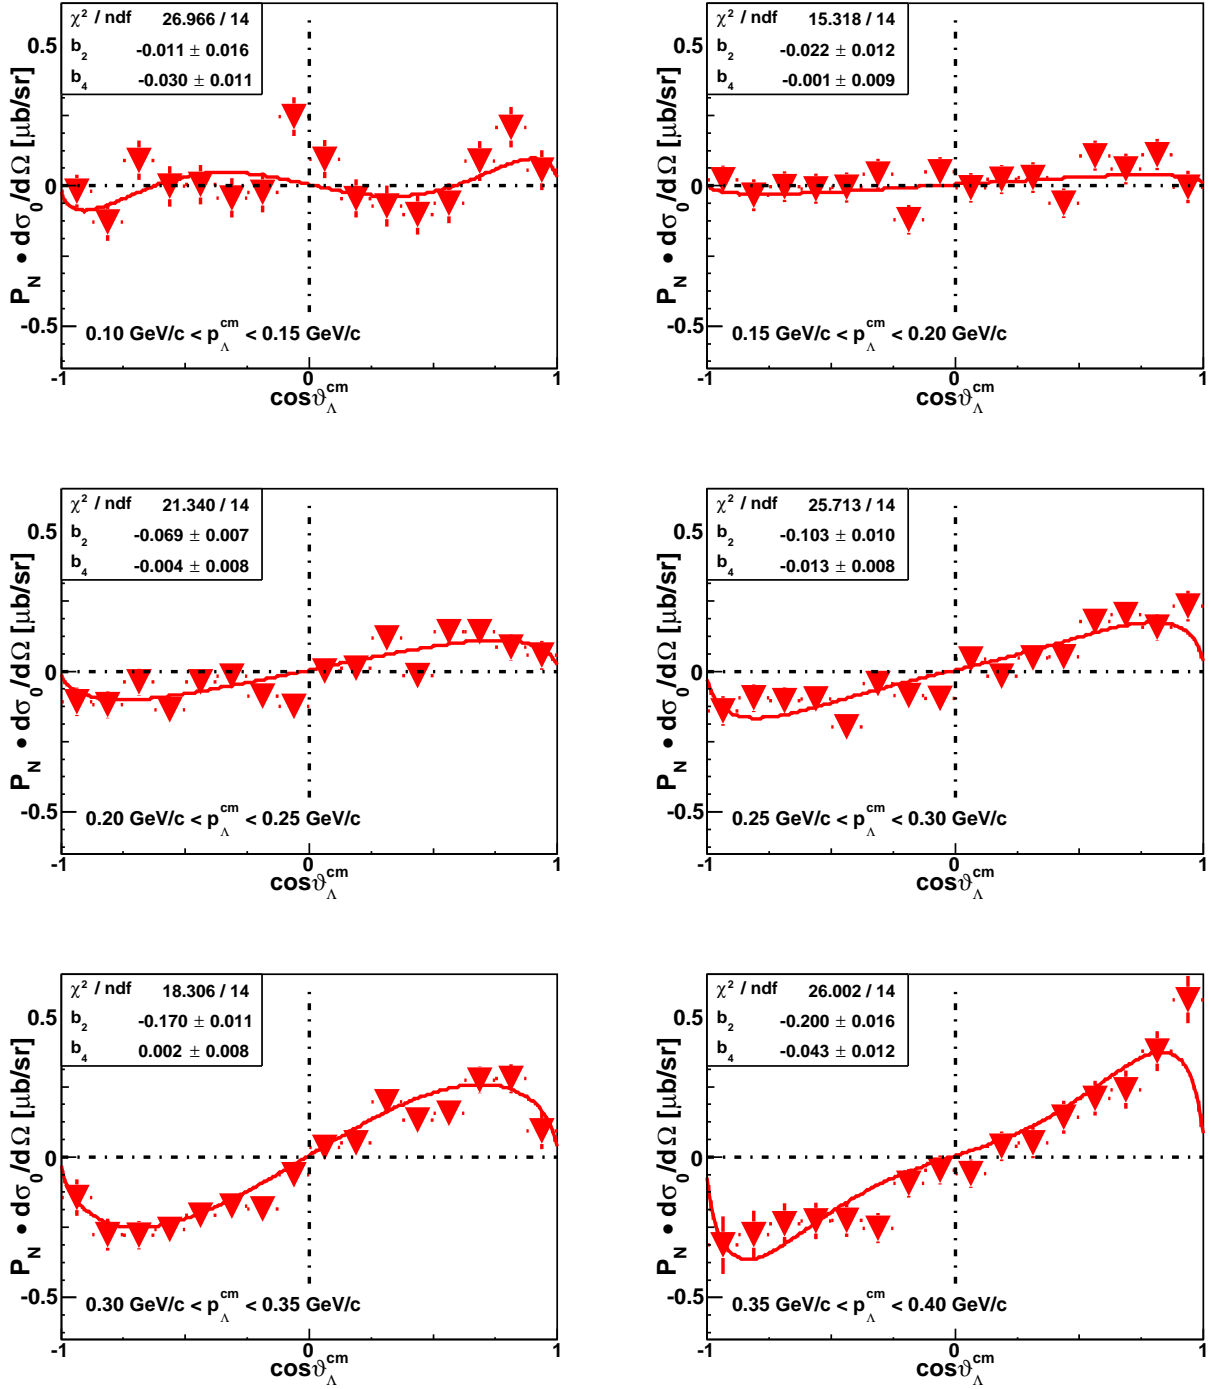 χ² / ndf 26.966 / 14
b₂ -0.011 ± 0.016
b₄ -0.030 ± 0.011
0.5
0
-0.5
P_N • dσ₀/dΩ [μb/sr]
0.10 GeV/c < p_Λ^cm < 0.15 GeV/c
-1 0 1
cosϑ_Λ^cm
χ² / ndf 15.318 / 14
b₂ -0.022 ± 0.012
b₄ -0.001 ± 0.009
0.5
0
-0.5
P_N • dσ₀/dΩ [μb/sr]
0.15 GeV/c < p_Λ^cm < 0.20 GeV/c
-1 0 1
cosϑ_Λ^cm
χ² / ndf 21.340 / 14
b₂ -0.069 ± 0.007
b₄ -0.004 ± 0.008
0.5
0
-0.5
P_N • dσ₀/dΩ [μb/sr]
0.20 GeV/c < p_Λ^cm < 0.25 GeV/c
-1 0 1
cosϑ_Λ^cm
χ² / ndf 25.713 / 14
b₂ -0.103 ± 0.010
b₄ -0.013 ± 0.008
0.5
0
-0.5
P_N • dσ₀/dΩ [μb/sr]
0.25 GeV/c < p_Λ^cm < 0.30 GeV/c
-1 0 1
cosϑ_Λ^cm
χ² / ndf 18.306 / 14
b₂ -0.170 ± 0.011
b₄ 0.002 ± 0.008
0.5
0
-0.5
P_N • dσ₀/dΩ [μb/sr]
0.30 GeV/c < p_Λ^cm < 0.35 GeV/c
-1 0 1
cosϑ_Λ^cm
χ² / ndf 26.002 / 14
b₂ -0.200 ± 0.016
b₄ -0.043 ± 0.012
0.5
0
-0.5
P_N • dσ₀/dΩ [μb/sr]
0.35 GeV/c < p_Λ^cm < 0.40 GeV/c
-1 0 1
cosϑ_Λ^cm